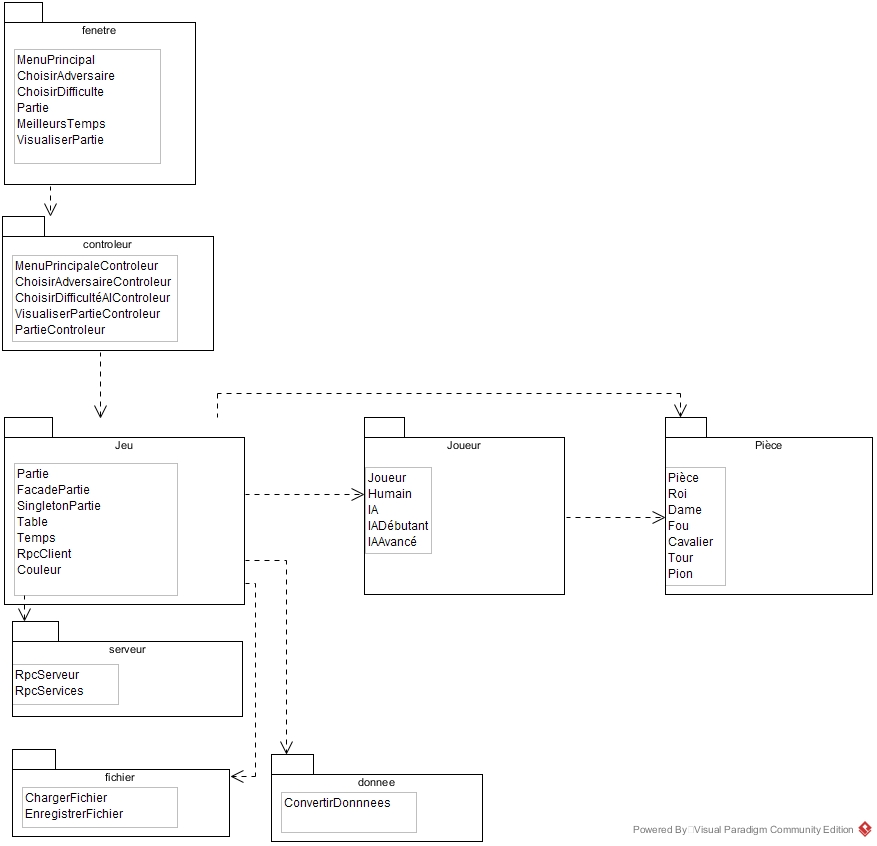 fenetre
MenuPrincipal
ChoisirAdversaire
ChoisirDifficulte
Partie
MeilleursTemps
VisualiserPartie
controleur
MenuPrincipaleControleur
ChoisirAdversaireControleur
ChoisirDifficultéAIControleur
VisualiserPartieControleur
PartieControleur
Jeu
Partie
FacadePartie
SingletonPartie
Table
Temps
RpcClient
Couleur
Joueur
Joueur
Humain
IA
IADébutant
IAAvancé
Pièce
Pièce
Roi
Dame
Fou
Cavalier
Tour
Pion
serveur
RpcServeur
RpcServices
fichier
ChargerFichier
EnregistrerFichier
donnee
ConvertirDonnnees
Powered By Visual Paradigm Community Edition